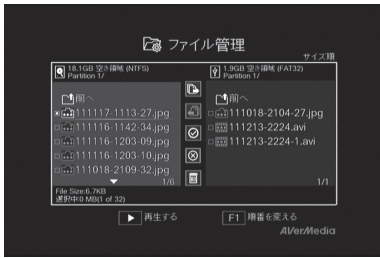 ファイル管理
サイズ順
18.1GB 空き領域 (NTFS)
Partition 1/
前へ
111117-1113-27.jpg
111116-1142-34.jpg
111116-1203-09.jpg
111116-1203-10.jpg
111018-2109-32.jpg
1/6
File Size:6.7KB
選択中:0 MB(1 of 32)
1.9GB 空き領域 (FAT32)
Partition 1/
前へ
111018-2104-27.jpg
111213-2224.avi
111213-2224-1.avi
1/1
再生する
F1 順番を変える
AVerMedia